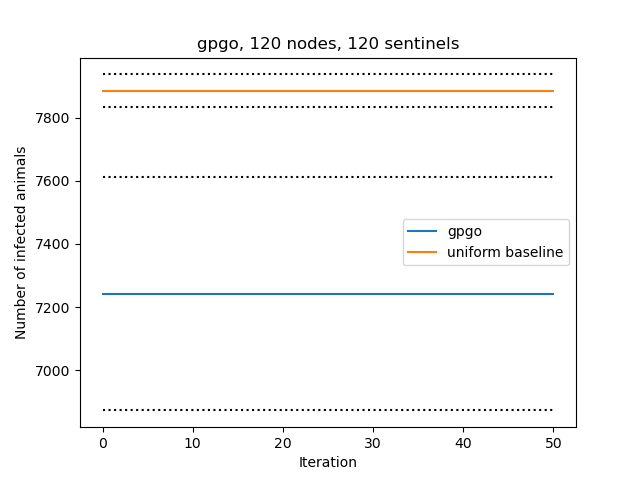 gpgo, 120 nodes, 120 sentinels
Number of infected animals
7800
7600
7400
7200
7000
gpgo
uniform baseline
0 10 20 30 40 50
Iteration